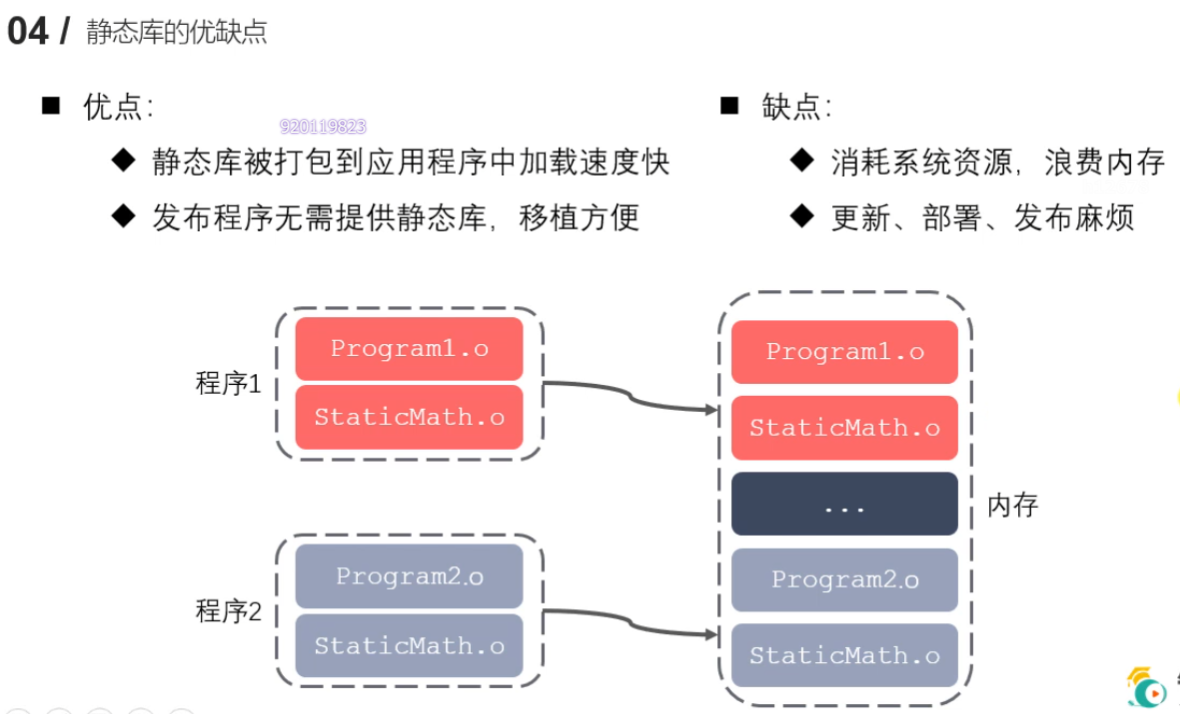 04 / 静态库的优缺点
■ 优点：
920119823
◆ 静态库被打包到应用程序中加载速度快
◆ 发布程序无需提供静态库，移植方便
■ 缺点：
◆ 消耗系统资源，浪费内存
◆ 更新、部署、发布麻烦
程序1
Program1.o
StaticMath.o
程序2
Program2.o
StaticMath.o
Program1.o
StaticMath.o
...
Program2.o
StaticMath.o
内存